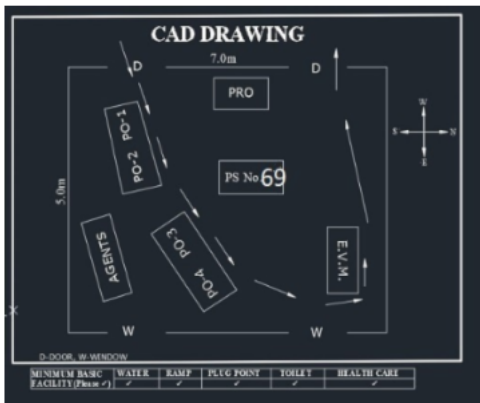 CAD DRAWING
7.0m
D
D
PRO
PO-2 PO-1
W
S N
E
PS No 69
5.0m
AGENTS
PO-4 PO-3
E.V.M.
X
W
W
D-DOOR, W-WINDOW
MINIMUM BASIC FACILITY (Please ✓) WATER RAMP PLUG POINT TOILET HEALTH CARE
✓ ✓ ✓ ✓ ✓